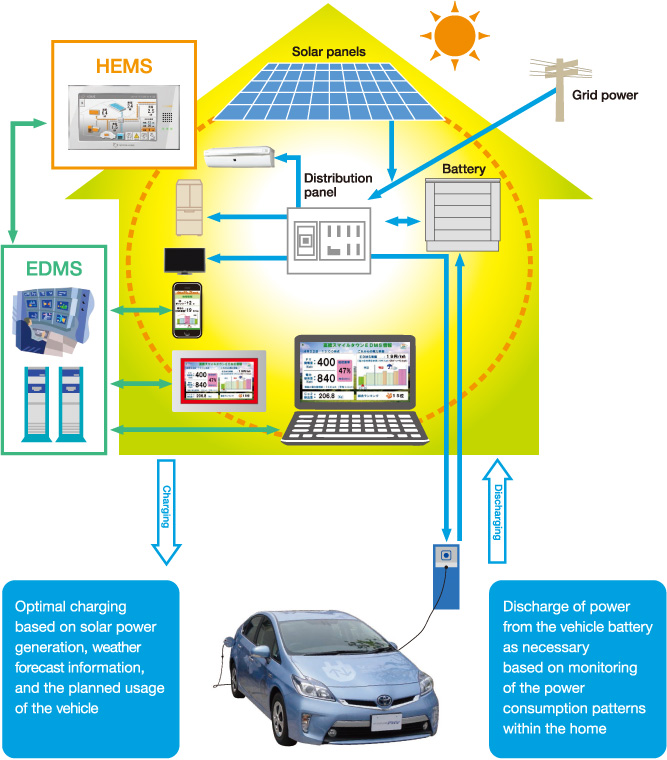 Solar panels
HEMS
Grid power
Distribution
panel
Battery
EDMS
400
840
47%
206.8
400
840
47%
206.8
Charging
Discharging
Optimal charging
based on solar power
generation, weather
forecast information,
and the planned usage
of the vehicle
Discharge of power
from the vehicle battery
as necessary
based on monitoring
of the power
consumption patterns
within the home